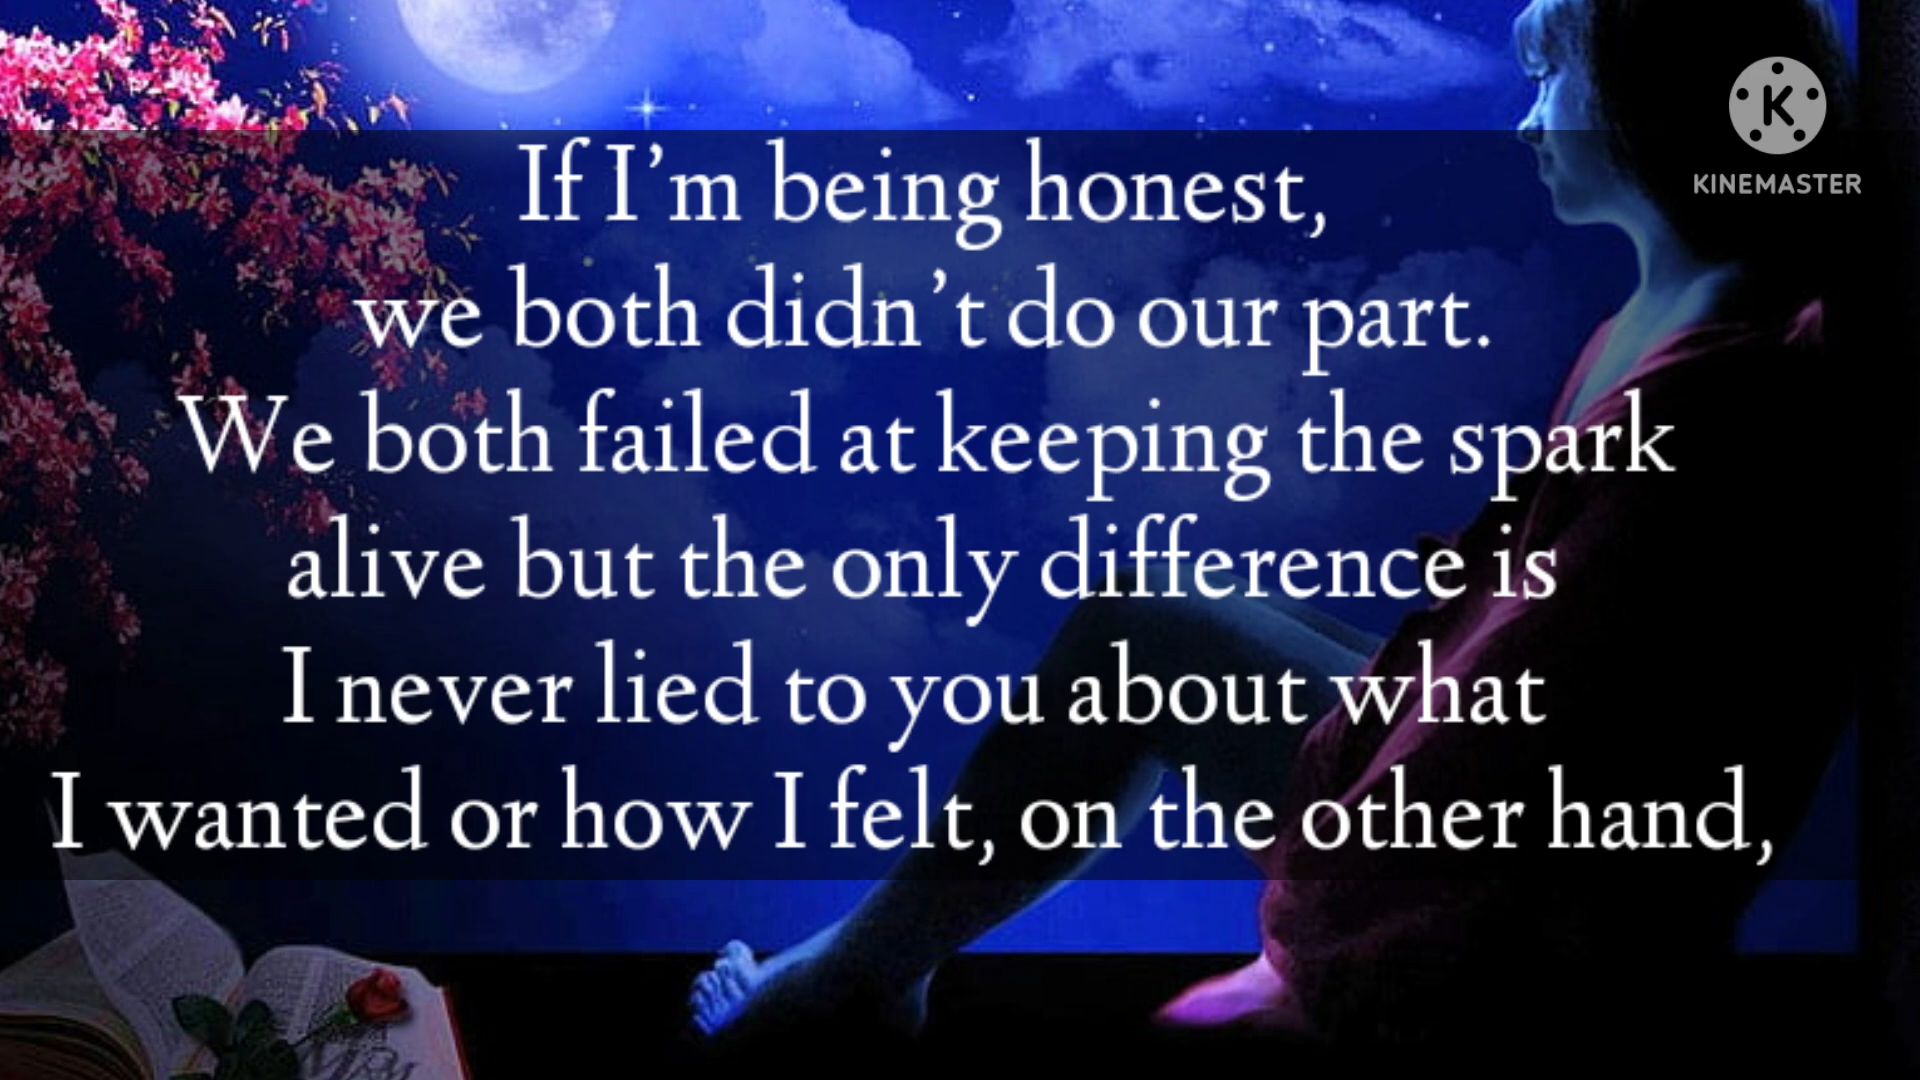 If I’m being honest,
we both didn’t do our part.
We both failed at keeping the spark
alive but the only difference is
I never lied to you about what
I wanted or how I felt, on the other hand,
K
KINEMASTER